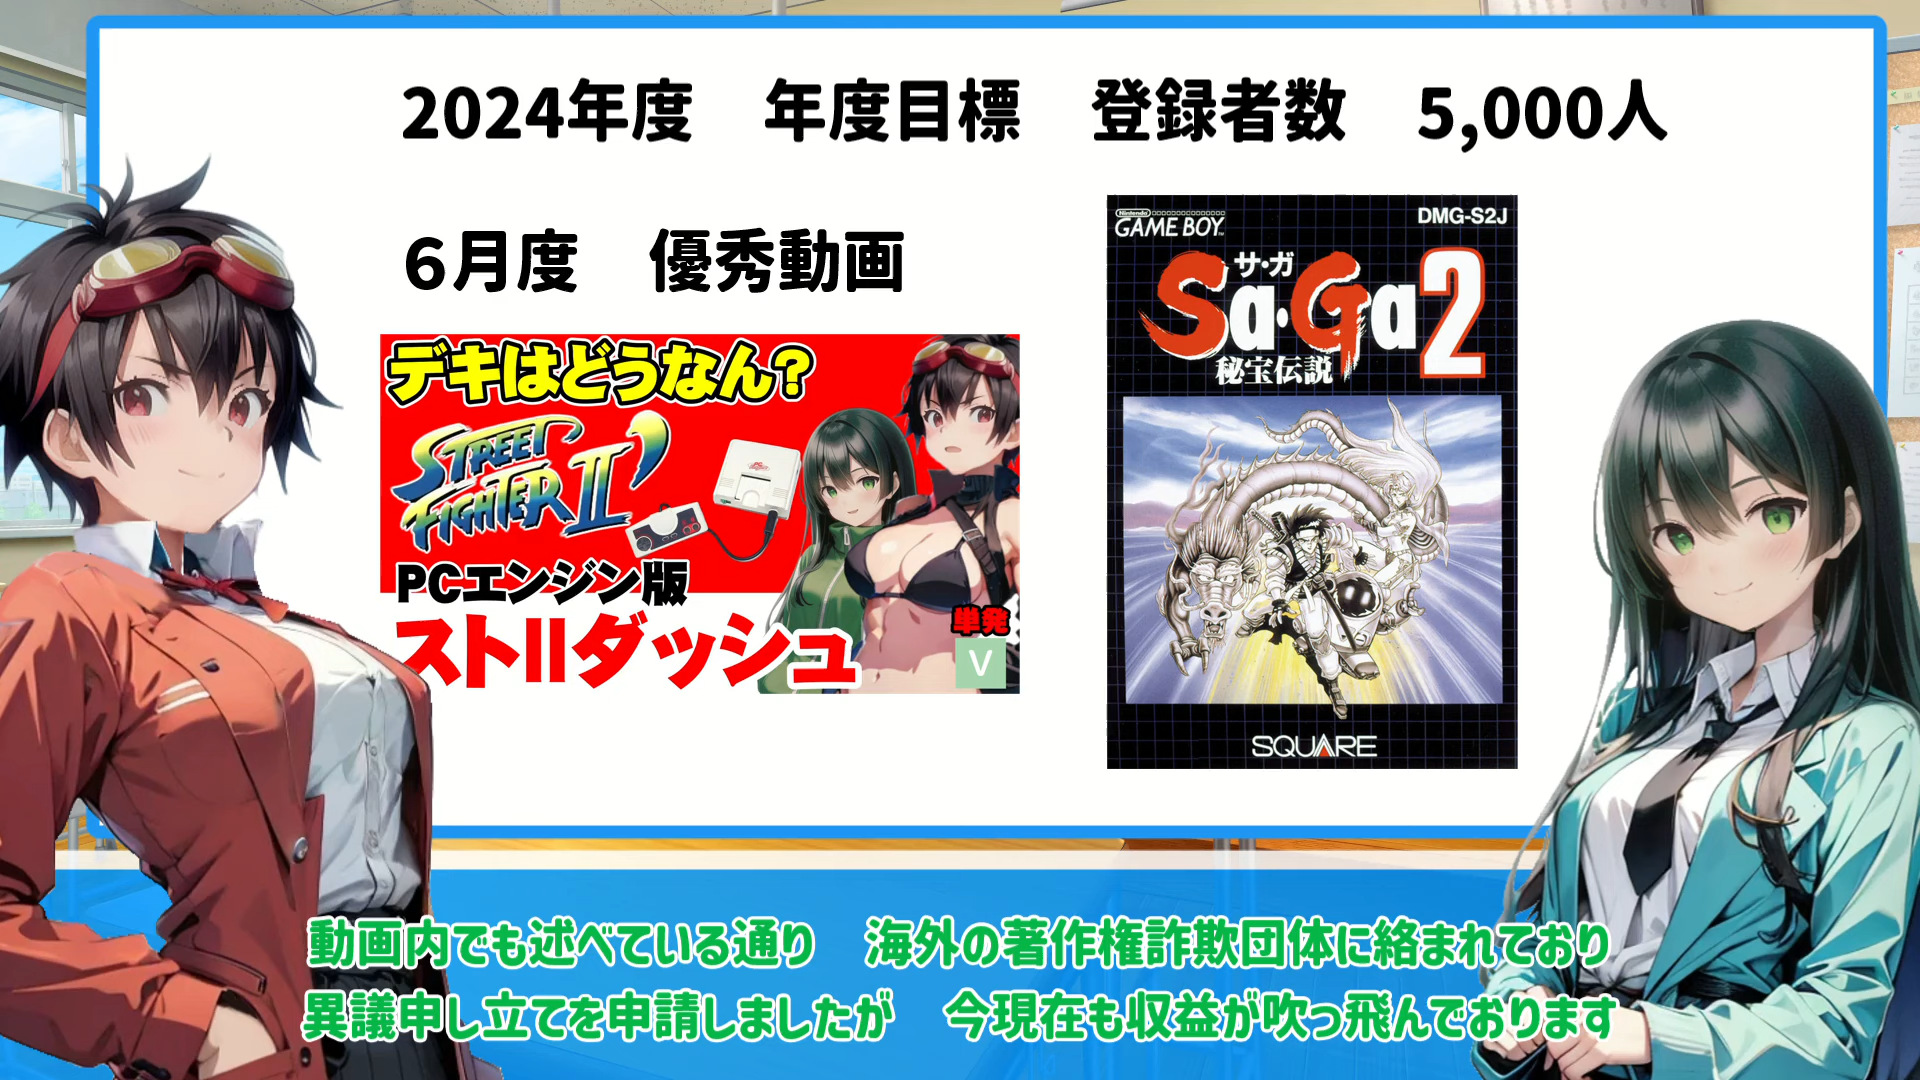 2024年度　年度目標　登録者数　5,000人
６月度　優秀動画
デキはどうなん？
STREET
FIGHTER II'
PCエンジン版
ストIIダッシュ
単発
V
Nintendo
GAME BOY
DMG-S2J
サ・ガ
Sa・Ga2
秘宝伝説
SQUARE
動画内でも述べている通り　海外の著作権詐欺団体に絡まれており
異議申し立てを申請しましたが　今現在も収益が吹っ飛んでおります